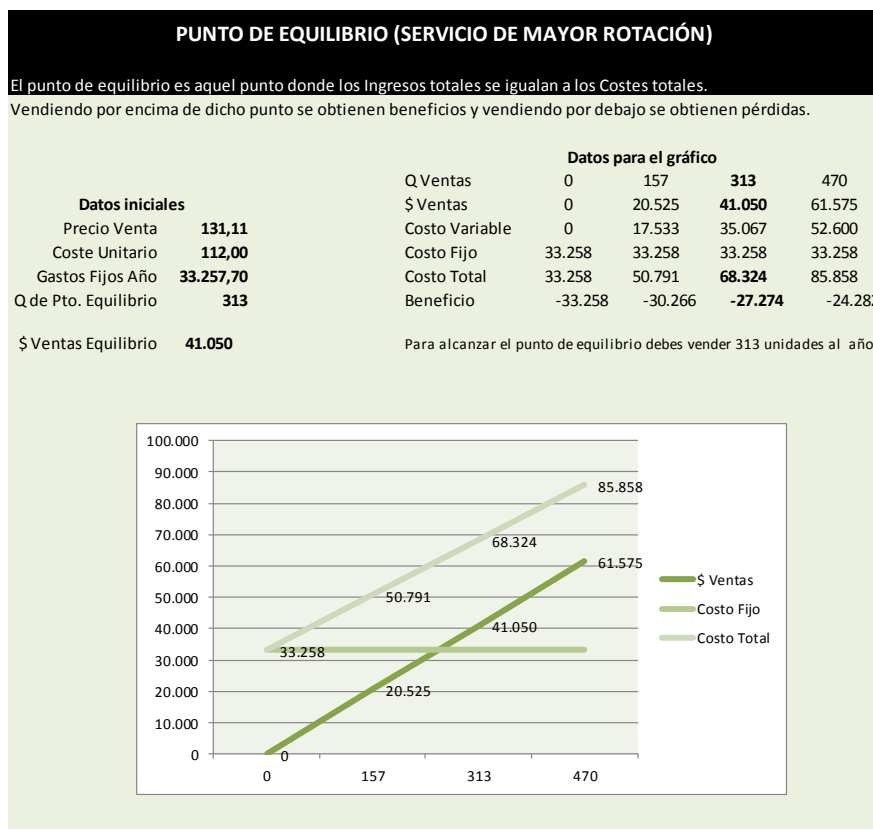 PUNTO DE EQUILIBRIO (SERVICIO DE MAYOR ROTACIÓN)
El punto de equilibrio es aquel punto donde los Ingresos totales se igualan a los Costes totales.
Vendiendo por encima de dicho punto se obtienen beneficios y vendiendo por debajo se obtienen pérdidas.
Datos para el gráfico
Q Ventas 0 157 313 470
Datos iniciales $ Ventas 0 20.525 41.050 61.575
Precio Venta 131,11 Costo Variable 0 17.533 35.067 52.600
Coste Unitario 112,00 Costo Fijo 33.258 33.258 33.258 33.258
Gastos Fijos Año 33.257,70 Costo Total 33.258 50.791 68.324 85.858
Q de Pto. Equilibrio 313 Beneficio -33.258 -30.266 -27.274 -24.282
$ Ventas Equilibrio 41.050 Para alcanzar el punto de equilibrio debes vender 313 unidades al año
100.000
90.000
85.858
80.000
70.000
68.324
60.000
61.575
$ Ventas
50.000
50.791
Costo Fijo
40.000
41.050
Costo Total
30.000
33.258
20.000
20.525
10.000
0
0
0 157 313 470